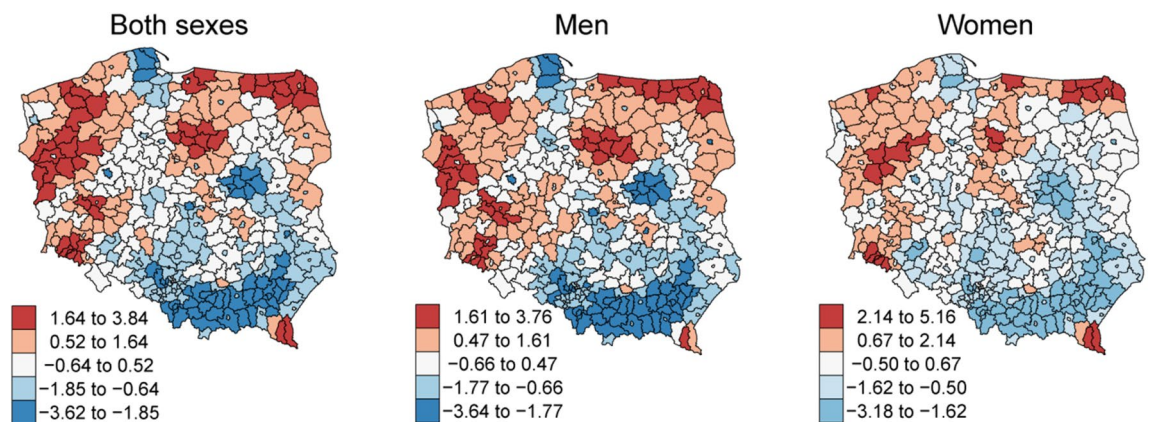 Both sexes
Men
Women
1.64 to 3.84
0.52 to 1.64
−0.64 to 0.52
−1.85 to −0.64
−3.62 to −1.85
1.61 to 3.76
0.47 to 1.61
−0.66 to 0.47
−1.77 to −0.66
−3.64 to −1.77
2.14 to 5.16
0.67 to 2.14
−0.50 to 0.67
−1.62 to −0.50
−3.18 to −1.62